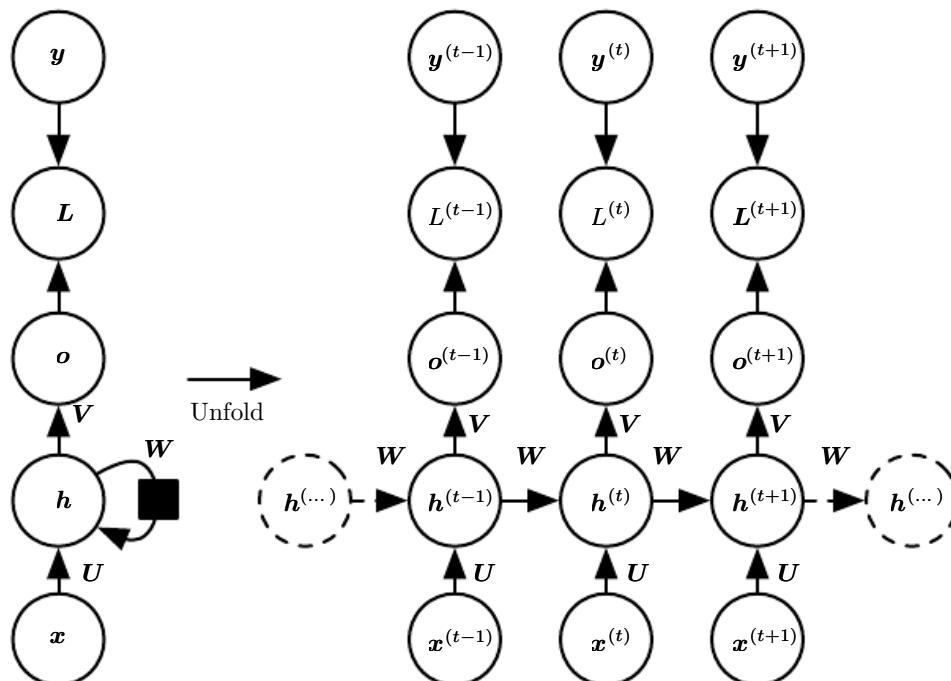 y y^(t−1) y^(t) y^(t+1)
L L^(t−1) L^(t) L^(t+1)
o o^(t−1) o^(t) o^(t+1)
Unfold
V V V V
W W W W W
h h^(...) h^(t−1) h^(t) h^(t+1) h^(...)
U U U U
x x^(t−1) x^(t) x^(t+1)